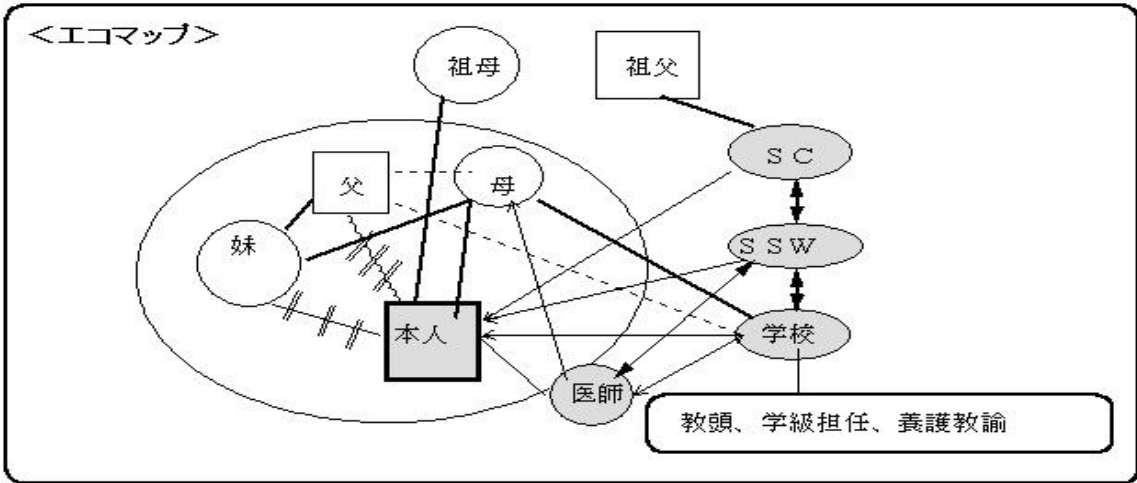 ＜エコマップ＞
祖母
祖父
ＳＣ
父
母
妹
ＳＳＷ
本人
学校
医師
教頭、学級担任、養護教諭